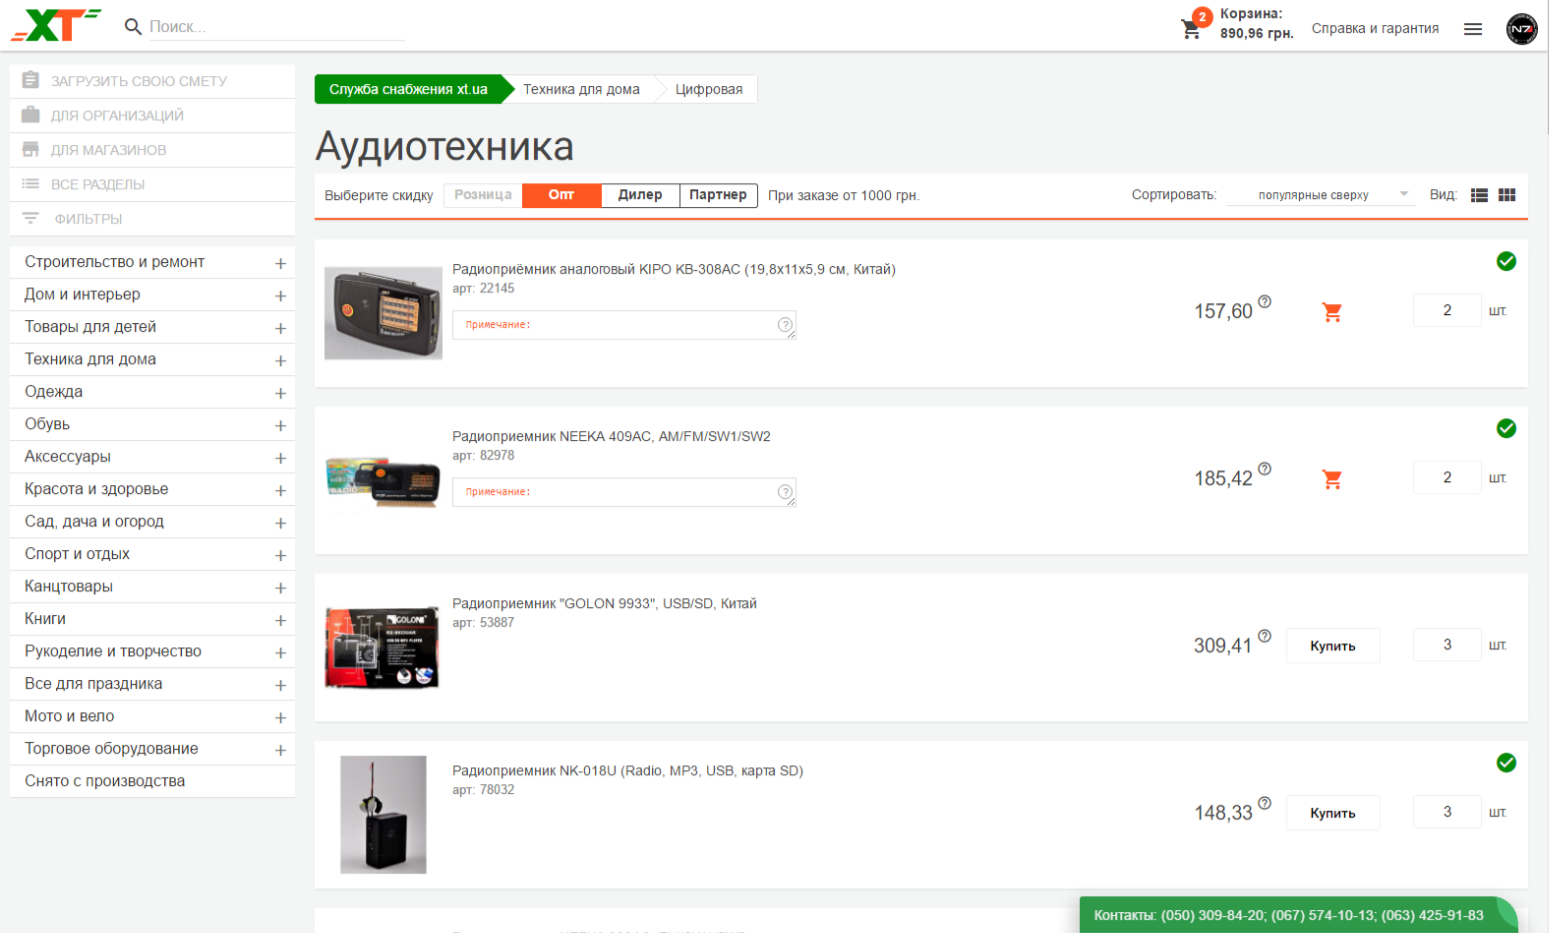 XT
Поиск...
2
Корзина:
890,96 грн.
Справка и гарантия
N7
ЗАГРУЗИТЬ СВОЮ СМЕТУ
ДЛЯ ОРГАНИЗАЦИЙ
ДЛЯ МАГАЗИНОВ
ВСЕ РАЗДЕЛЫ
ФИЛЬТРЫ
Строительство и ремонт +
Дом и интерьер +
Товары для детей +
Техника для дома +
Одежда +
Обувь +
Аксессуары +
Красота и здоровье +
Сад, дача и огород +
Спорт и отдых +
Канцтовары +
Книги +
Рукоделие и творчество +
Все для праздника +
Мото и вело +
Торговое оборудование +
Снято с производства
Служба снабжения xt.ua Техника для дома Цифровая
Аудиотехника
Выберите скидку Розница Опт Дилер Партнер При заказе от 1000 грн.
Сортировать: популярные сверху Вид:
Радиоприёмник аналоговый KIPO KB-308AC (19,8х11х5,9 см, Китай)
арт: 22145
Примечание: ?
157,60 ? 2 шт.
Радиоприемник NEEKA 409AC, AM/FM/SW1/SW2
арт: 82978
Примечание: ?
185,42 ? 2 шт.
Радиоприемник "GOLON 9933", USB/SD, Китай
арт: 53887
GOLON
309,41 ? Купить 3 шт.
Радиоприемник NK-018U (Radio, MP3, USB, карта SD)
арт: 78032
148,33 ? Купить 3 шт.
Контакты: (050) 309-84-20; (067) 574-10-13; (063) 425-91-83